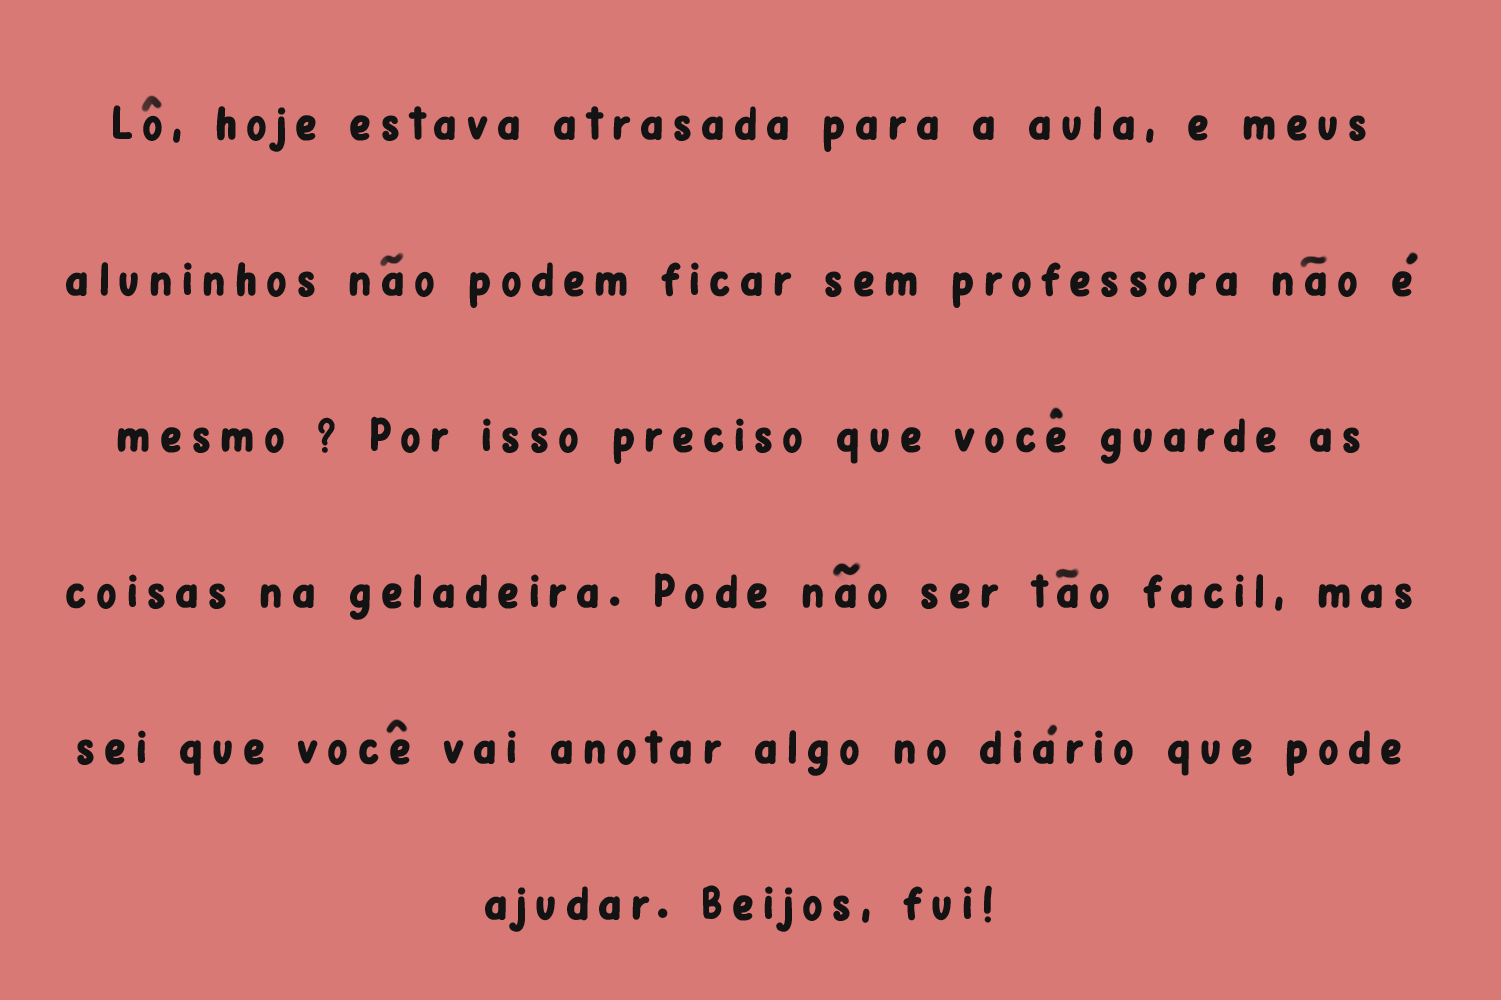 Lô, hoje estava atrasada para a aula, e meus
aluninhos não podem ficar sem professora não é
mesmo ? Por isso preciso que você guarde as
coisas na geladeira. Pode não ser tão facil, mas
sei que você vai anotar algo no diário que pode
ajudar. Beijos, fui!